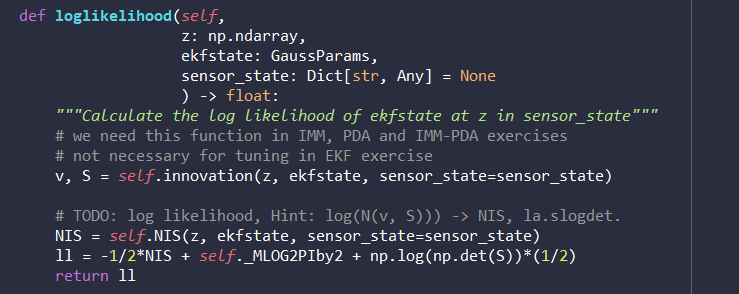 def loglikelihood(self,
z: np.ndarray,
ekfstate: GaussParams,
sensor_state: Dict[str, Any] = None
) -> float:
"""Calculate the log likelihood of ekfstate at z in sensor_state"""
# we need this function in IMM, PDA and IMM-PDA exercises
# not necessary for tuning in EKF exercise
v, S = self.innovation(z, ekfstate, sensor_state=sensor_state)
# TODO: log likelihood, Hint: log(N(v, S))) -> NIS, la.slogdet.
NIS = self.NIS(z, ekfstate, sensor_state=sensor_state)
ll = -1/2*NIS + self._MLOG2PIby2 + np.log(np.det(S))*(1/2)
return ll